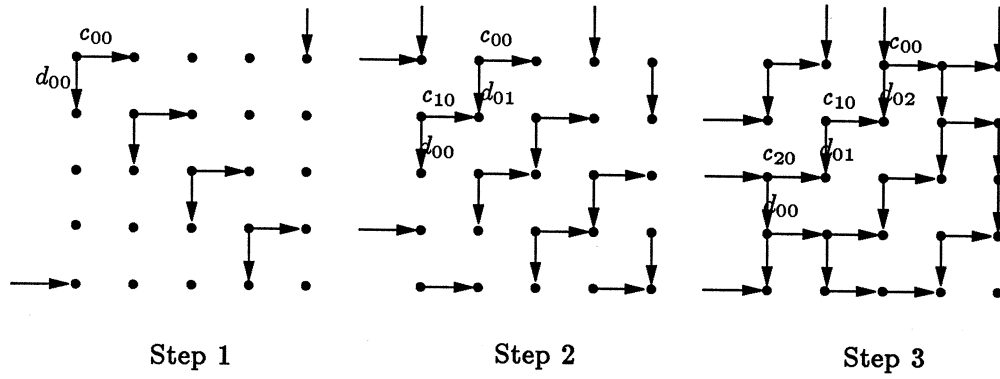 c00
d00
Step 1
c00
c10 d01
d00
Step 2
c00
c10 d02
c20 d01
d00
Step 3